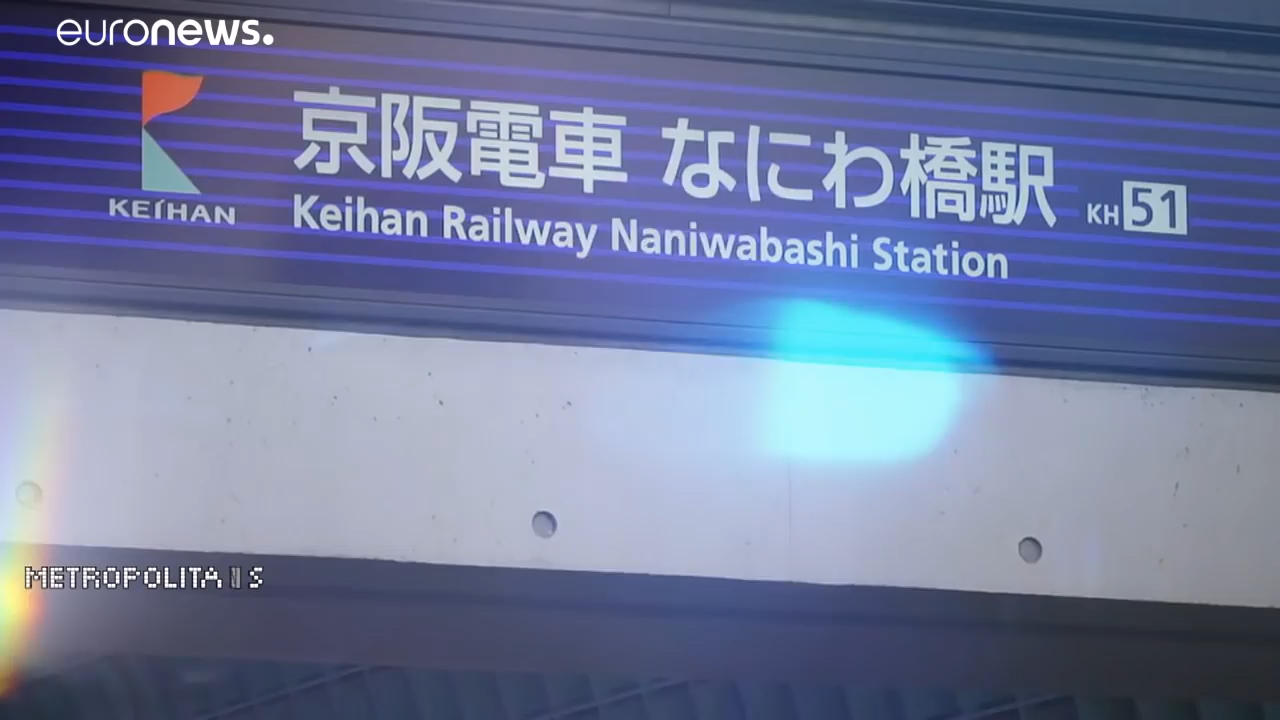 euronews.
京阪電車 なにわ橋駅 KH 51
KEIHAN
Keihan Railway Naniwabashi Station